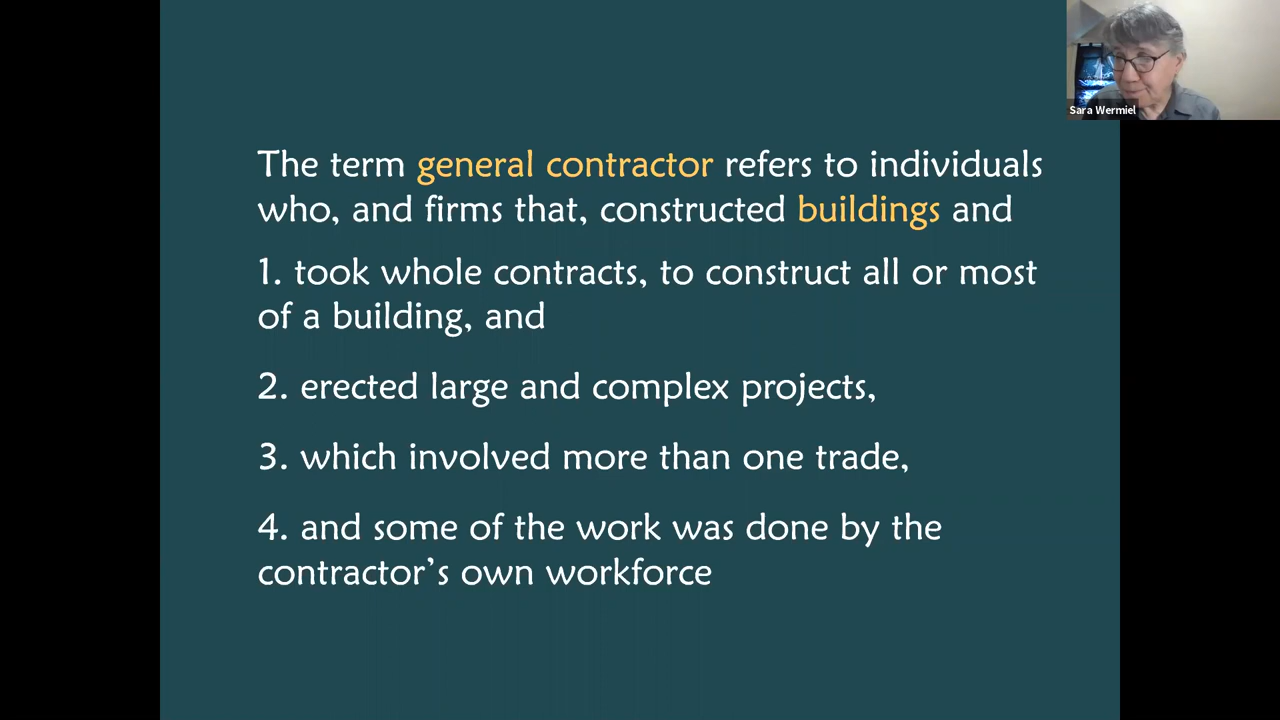 Sara Wermiel
The term general contractor refers to individuals
who, and firms that, constructed buildings and
1. took whole contracts, to construct all or most
of a building, and
2. erected large and complex projects,
3. which involved more than one trade,
4. and some of the work was done by the
contractor’s own workforce